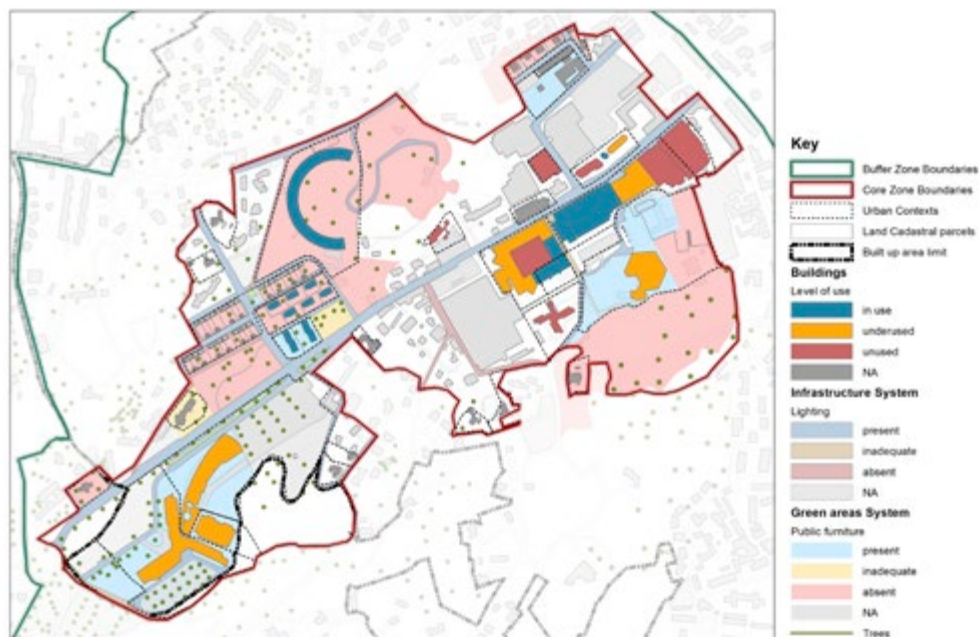 Key
Buffer Zone Boundaries
Core Zone Boundaries
Urban Contexts
Land Cadastral parcels
Built up area limit
Buildings
Level of use
in use
underused
unused
NA
Infrastructure System
Lighting
present
inadequate
absent
NA
Green areas System
Public furniture
present
inadequate
absent
NA
Trees